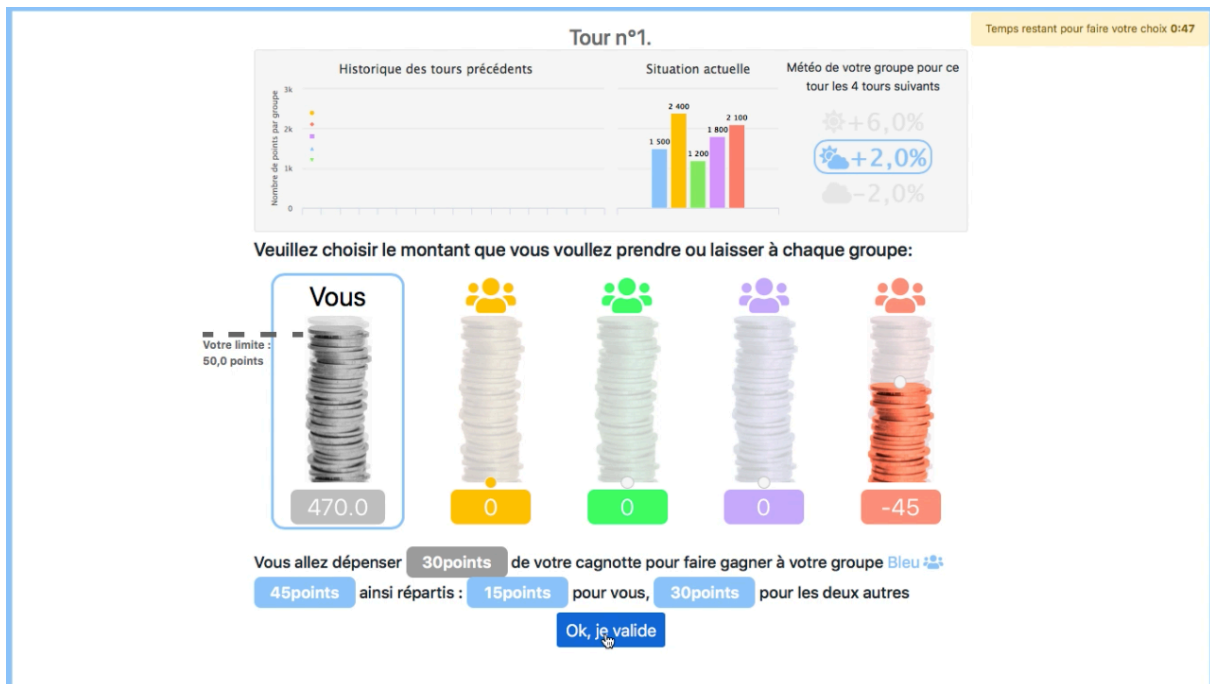 Temps restant pour faire votre choix 0:47
Tour n°1.
Historique des tours précédents
Nombre de points par groupe
3k
2k
1k
0
Situation actuelle
1 500
2 400
1 200
1 800
2 100
Météo de votre groupe pour ce
tour les 4 tours suivants
+6,0%
+2,0%
-2,0%
Veuillez choisir le montant que vous voullez prendre ou laisser à chaque groupe:
Vous
Votre limite :
50,0 points
470.0
0
0
0
-45
Vous allez dépenser 30points de votre cagnotte pour faire gagner à votre groupe Bleu
45points ainsi répartis : 15points pour vous, 30points pour les deux autres
Ok, je valide